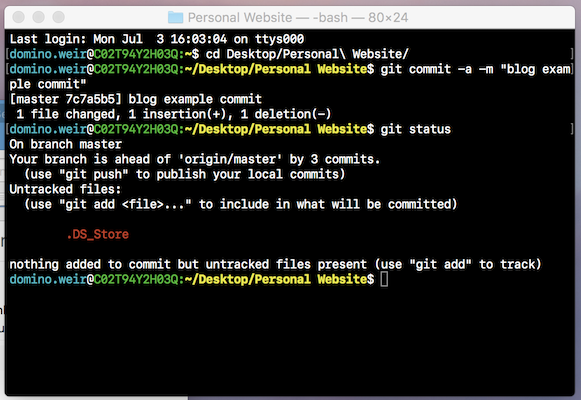 Personal Website — -bash — 80×24
Last login: Mon Jul  3 16:03:04 on ttys000
[domino.weir@C02T94Y2H03Q:~$ cd Desktop/Personal\ Website/                      ]
[domino.weir@C02T94Y2H03Q:~/Desktop/Personal Website$ git commit -a -m "blog exam]
ple commit"
[master 7c7a5b5] blog example commit
 1 file changed, 1 insertion(+), 1 deletion(-)
[domino.weir@C02T94Y2H03Q:~/Desktop/Personal Website$ git status                 ]
On branch master
Your branch is ahead of 'origin/master' by 3 commits.
  (use "git push" to publish your local commits)
Untracked files:
  (use "git add <file>..." to include in what will be committed)
        .DS_Store
nothing added to commit but untracked files present (use "git add" to track)
domino.weir@C02T94Y2H03Q:~/Desktop/Personal Website$